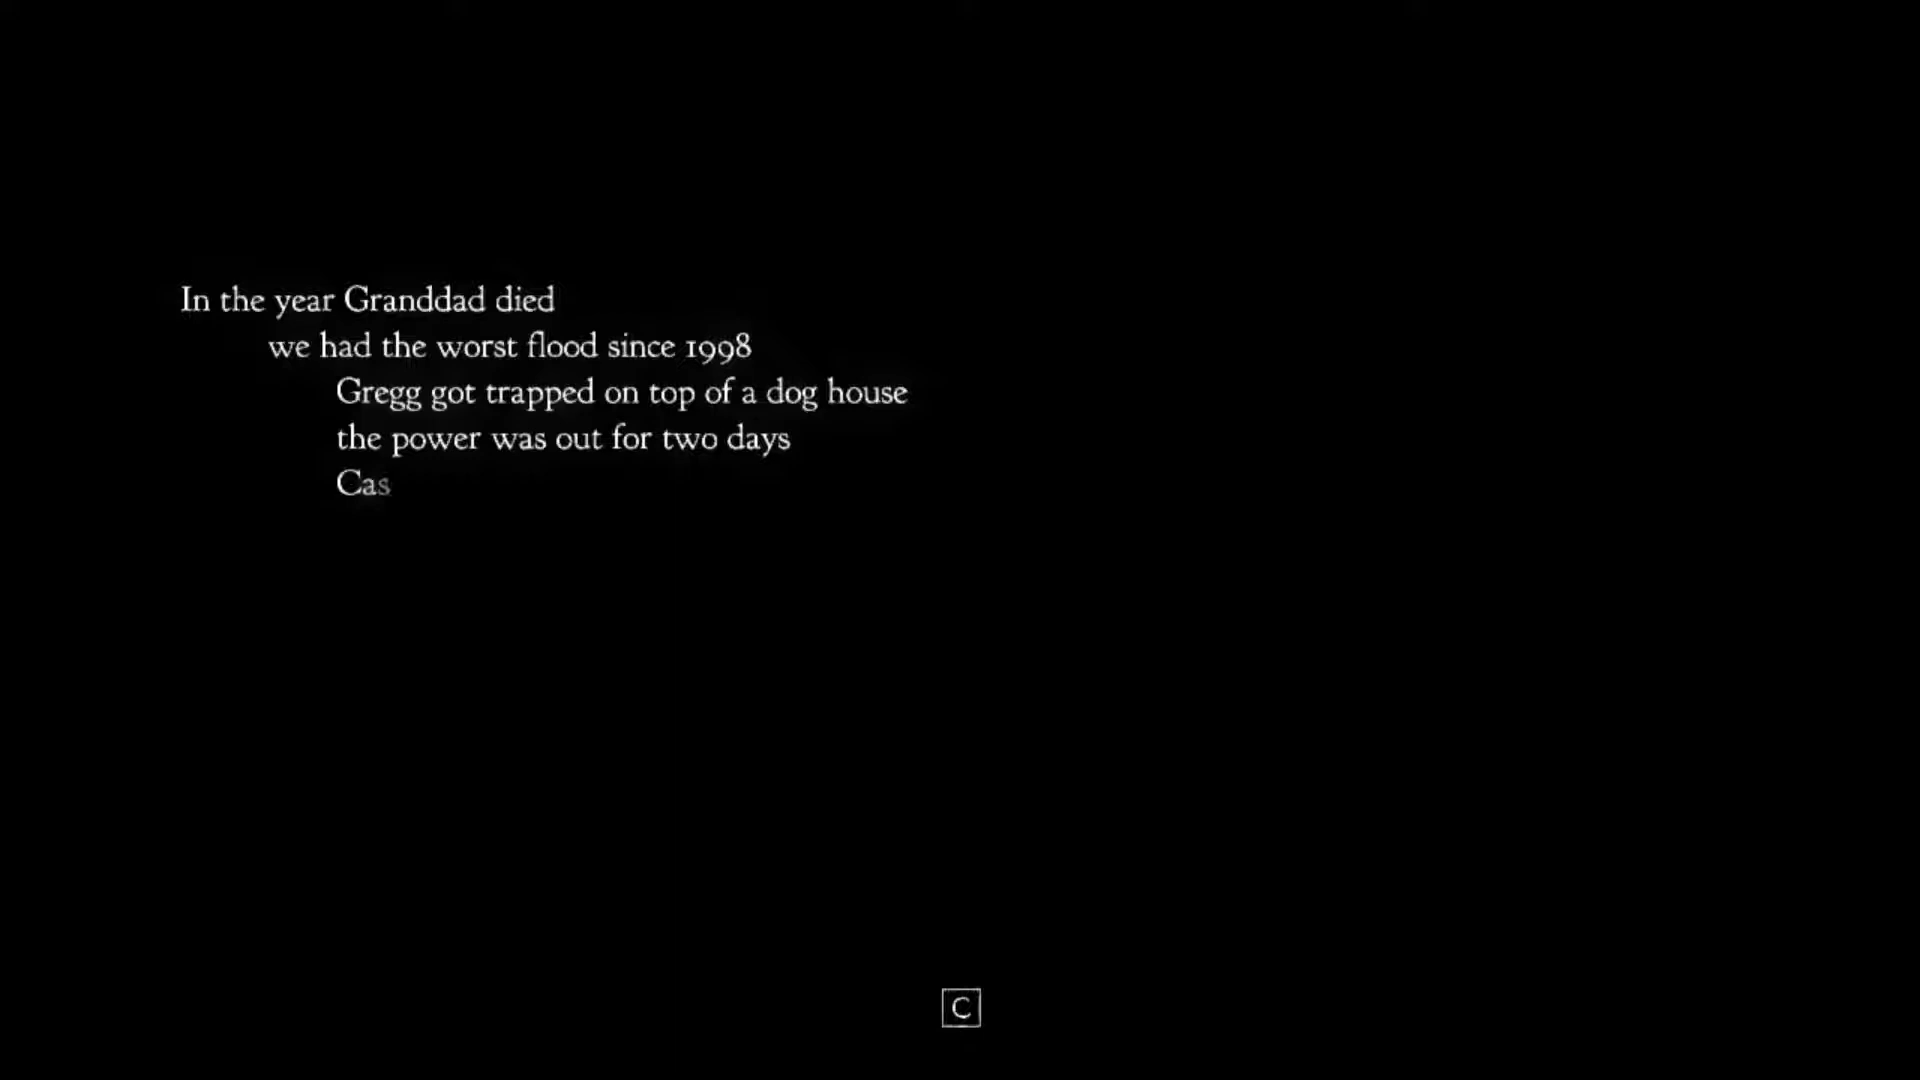 In the year Granddad died
we had the worst flood since 1998
Gregg got trapped on top of a dog house
the power was out for two days
Cas
C